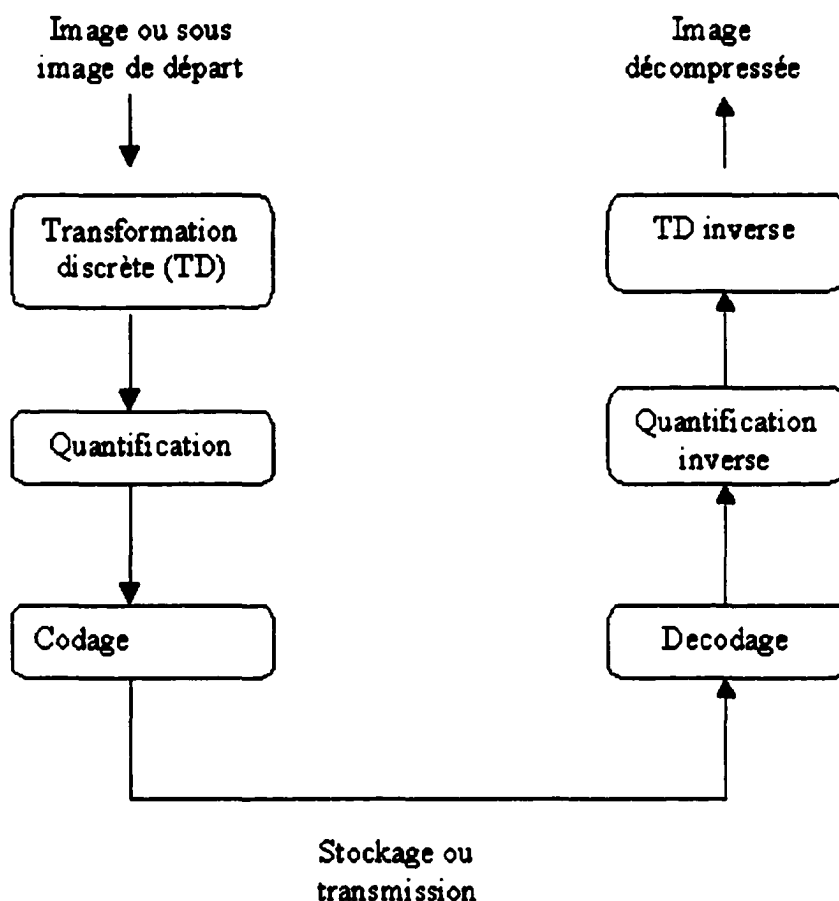 Image ou sous
image de départ
Transformation
discrète (TD)
Quantification
Codage
Stockage ou
transmission
Decodage
Quantification
inverse
TD inverse
Image
décompressée